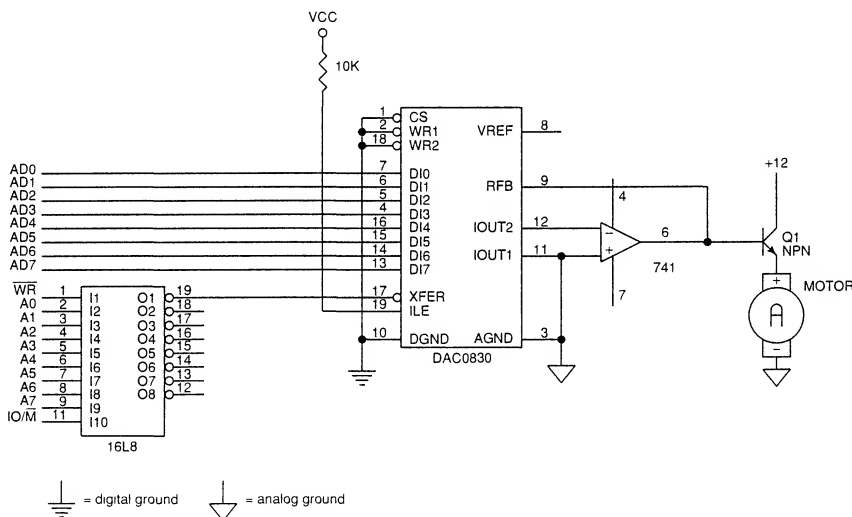 VCC
10K
1 CS
2 WR1
18 WR2
VREF 8
AD0 7 DI0
AD1 6 DI1
AD2 5 DI2
AD3 4 DI3
AD4 16 DI4
AD5 15 DI5
AD6 14 DI6
AD7 13 DI7
RFB 9
IOUT2 12
IOUT1 11
4
−
+
6
741
7
+12
Q1
NPN
+
MOTOR
A
−
17 XFER
19 ILE
10 DGND
AGND 3
DAC0830
WR 1 I1 O1 19
A0 2 I2 O2 18
A1 3 I3 O3 17
A2 4 I4 O4 16
A3 5 I5 O5 15
A4 6 I6 O6 14
A5 7 I7 O7 13
A6 8 I8 O8 12
A7 9 I9
IO/M 11 I10
16L8
= digital ground
= analog ground